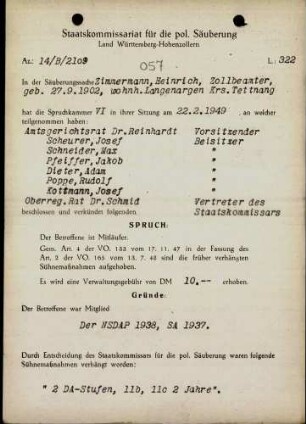 Staatskommissariat für die pol. Säuberung
Land Württemberg-Hohenzollern
Az.: 14/B/2109
057
L: 322
In der Säuberungssache Zimmermann, Heinrich, Zollbeamter,
geb. 27.9.1902, wohnh. Langenargen Krs. Tettnang
hat die Spruchkammer VI in ihrer Sitzung am 22.2.1949 , an welcher
teilgenommen haben:
Amtsgerichtsrat Dr. Reinhardt Vorsitzender
Scheurer, Josef Beisitzer
Schneider, Max "
Pfeiffer, Jakob "
Dieter, Adam "
Poppe, Rudolf "
Kottmann, Josef "
Oberreg. Rat Dr. Schmid Vertreter des
beschlossen und verkündet folgenden Staatskommissars
SPRUCH:
Der Betroffene ist Mitläufer.
Gem. Art. 4 der VO. 133 vom 17. 11. 47 in der Fassung des
Art. 2 der VO. 165 vom 13. 7. 48 sind die früher verhängten
Sühnemaßnahmen aufgehoben.
Es wird eine Verwaltungsgebühr von DM 10.-- erhoben.
Gründe:
Der Betroffene war Mitglied
Der NSDAP 1938, SA 1937.
Durch Entscheidung des Staatskommissars für die pol. Säuberung waren folgende
Sühnemaßnahmen verhängt worden:
" 2 DA-Stufen, 11b, 11c 2 Jahre".